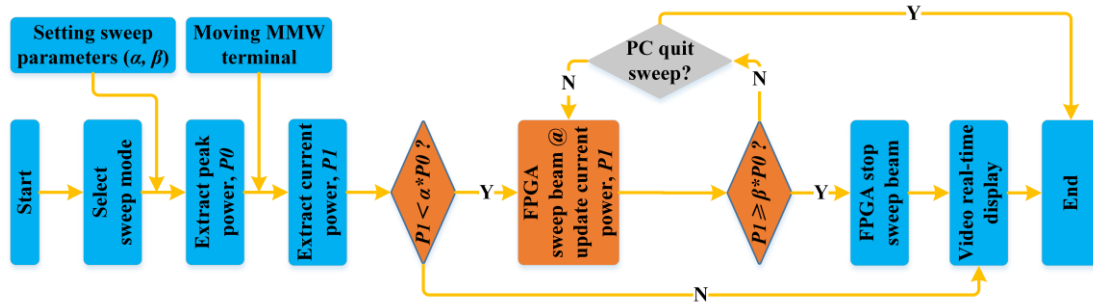 Setting sweep
parameters (α, β)
Moving MMW
terminal
Y
PC quit
sweep?
N
N
Start
Select
sweep mode
Extract peak
power, P0
Extract current
power, P1
P1 < α*P0 ?
Y
FPGA
sweep beam @
update current
power, P1
P1 ≥ β*P0 ?
Y
FPGA stop
sweep beam
Video real-time
display
End
N